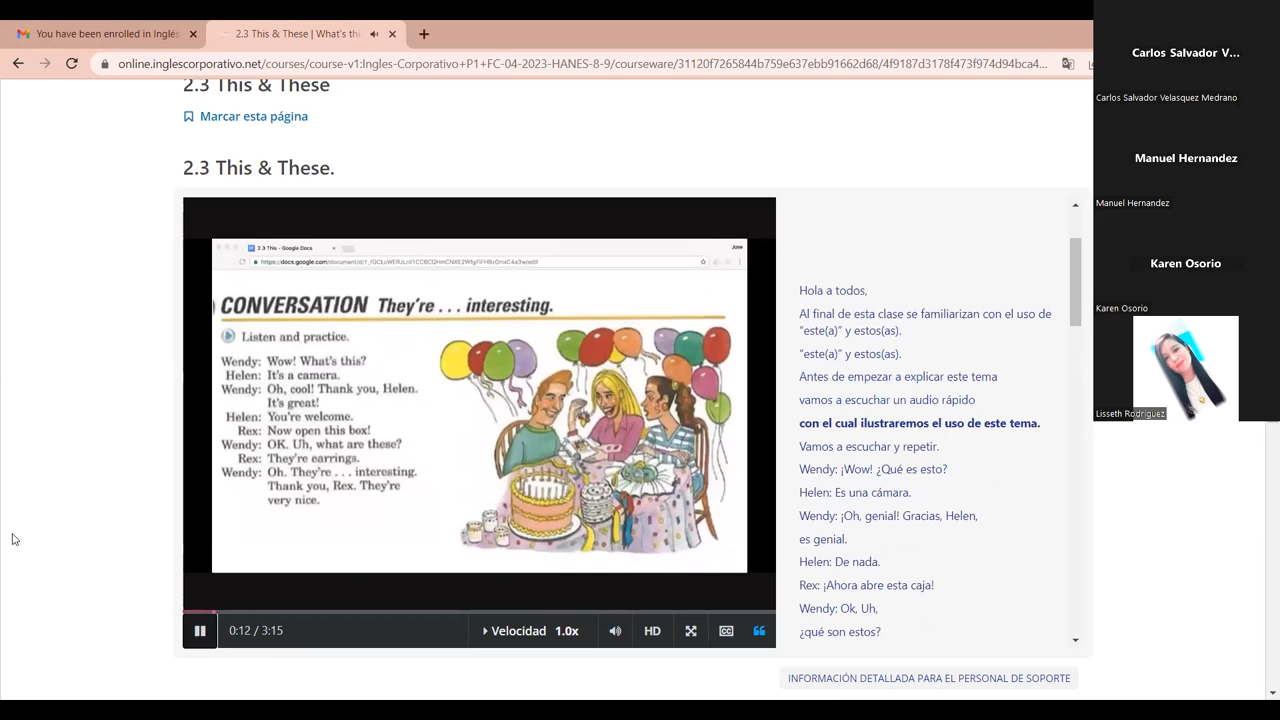 You have been enrolled in Inglés
2.3 This & These | What's thi
online.inglescorporativo.net/courses/course-v1:Ingles-Corporativo+P1+FC-04-2023-HANES-8-9/courseware/31120f7265844b759e637ebb91662d68/4f9187d3178f473f974d94bca4...
2.3 This & These
Marcar esta página
2.3 This & These.
2.3 This - Google Docs
Jose
CONVERSATION They're . . . interesting.
Listen and practice.
Wendy: Wow! What's this?
Helen: It's a camera.
Wendy: Oh, cool! Thank you, Helen.
It's great!
Helen: You're welcome.
Rex: Now open this box!
Wendy: OK. Uh, what are these?
Rex: They're earrings.
Wendy: Oh. They're . . . interesting.
Thank you, Rex. They're
very nice.
0:12 / 3:15
Velocidad 1.0x
HD
CC
Hola a todos,
Al final de esta clase se familiarizan con el uso de
“este(a)” y estos(as).
“este(a)” y estos(as).
Antes de empezar a explicar este tema
vamos a escuchar un audio rápido
con el cual ilustraremos el uso de este tema.
Vamos a escuchar y repetir.
Wendy: ¡Wow! ¿Qué es esto?
Helen: Es una cámara.
Wendy: ¡Oh, genial! Gracias, Helen,
es genial.
Helen: De nada.
Rex: ¡Ahora abre esta caja!
Wendy: Ok, Uh,
¿qué son estos?
INFORMACIÓN DETALLADA PARA EL PERSONAL DE SOPORTE
Carlos Salvador V...
Carlos Salvador Velasquez Medrano
Manuel Hernandez
Manuel Hernandez
Karen Osorio
Karen Osorio
Lisseth Rodriguez